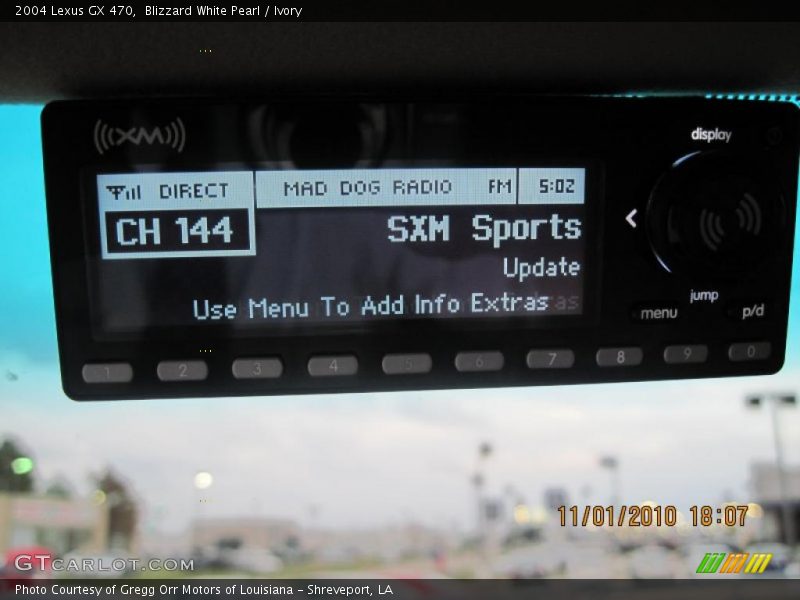 2004 Lexus GX 470, Blizzard White Pearl / Ivory
XM
display
DIRECT MAD DOG RADIO FM 5:02
CH 144 SXM Sports
Update
Use Menu To Add Info Extras
menu jump p/d
1 2 3 4 5 6 7 8 9 0
11/01/2010 18:07
GTCARLOT.COM
Photo Courtesy of Gregg Orr Motors of Louisiana - Shreveport, LA